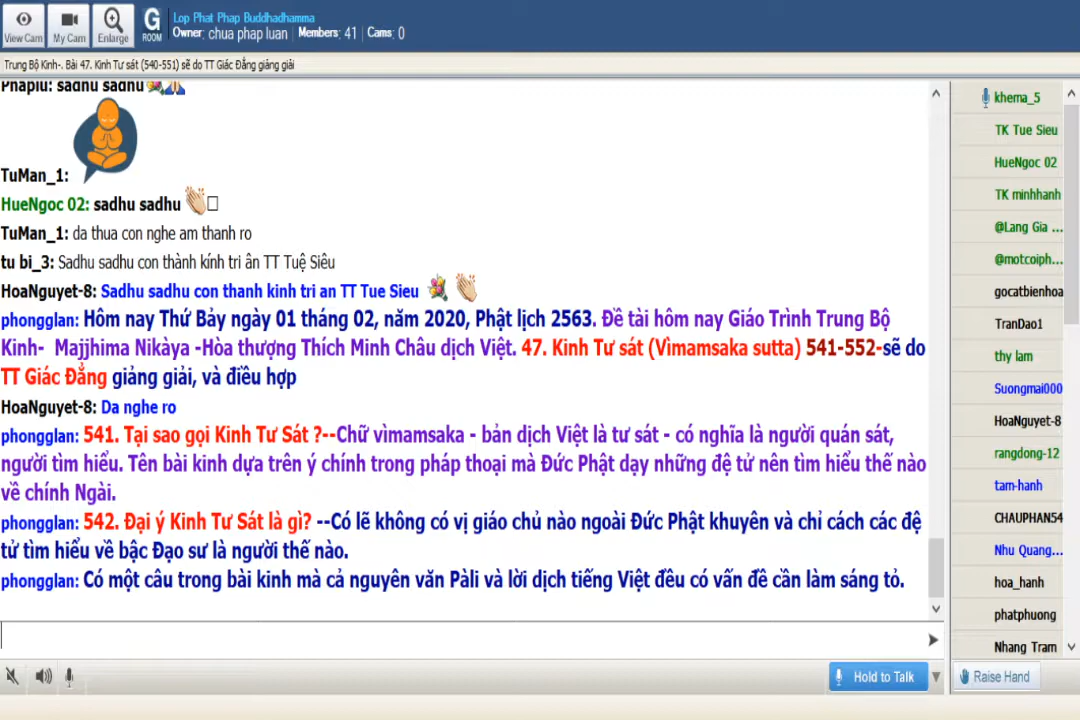 View Cam
My Cam
Enlarge
G
ROOM
Lop Phat Phap Buddhadhamma
Owner: chua phap luan | Members: 41 | Cams: 0
Trung Bộ Kinh-. Bài 47. Kinh Tư sát (540-551) sẽ do TT Giác Đẳng giảng giải
Phapiu: sadhu sadhu
TuMan_1:
HueNgoc 02: sadhu sadhu
TuMan_1: da thua con nghe am thanh ro
tu bi_3: Sadhu sadhu con thành kính tri ân TT Tuệ Siêu
HoaNguyet-8: Sadhu sadhu con thanh kinh tri an TT Tue Sieu
phongglan: Hôm nay Thứ Bảy ngày 01 tháng 02, năm 2020, Phật lịch 2563. Đề tài hôm nay Giáo Trình Trung Bộ
Kinh- Majjhima Nikàya -Hòa thượng Thích Minh Châu dịch Việt. 47. Kinh Tư sát (Vìmamsaka sutta) 541-552-sẽ do
TT Giác Đẳng giảng giải, và điều hợp
HoaNguyet-8: Da nghe ro
phongglan: 541. Tại sao gọi Kinh Tư Sát ?--Chữ vìmamsaka - bản dịch Việt là tư sát - có nghĩa là người quán sát,
người tìm hiểu. Tên bài kinh dựa trên ý chính trong pháp thoại mà Đức Phật dạy những đệ tử nên tìm hiểu thế nào
về chính Ngài.
phongglan: 542. Đại ý Kinh Tư Sát là gì? --Có lẽ không có vị giáo chủ nào ngoài Đức Phật khuyên và chỉ cách các đệ
tử tìm hiểu về bậc Đạo sư là người thế nào.
phongglan: Có một câu trong bài kinh mà cả nguyên văn Pàli và lời dịch tiếng Việt đều có vấn đề cần làm sáng tỏ.
khema_5
TK Tue Sieu
HueNgoc 02
TK minhhanh
@Lang Gia ...
@motcoiph...
gocatbienhoa
TranDao1
thy lam
Suongmai000
HoaNguyet-8
rangdong-12
tam-hanh
CHAUPHAN54
Nhu Quang...
hoa_hanh
phatphuong
Nhang Tram
Hold to Talk
Raise Hand